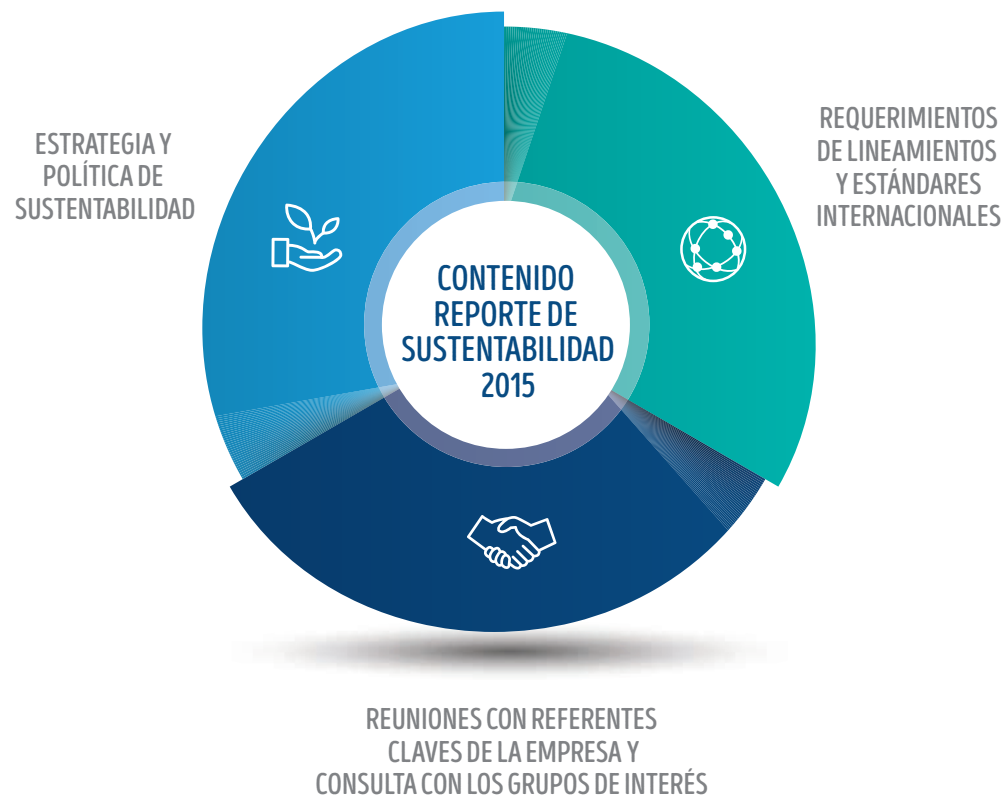 ESTRATEGIA Y
POLÍTICA DE
SUSTENTABILIDAD
REQUERIMIENTOS
DE LINEAMIENTOS
Y ESTÁNDARES
INTERNACIONALES
CONTENIDO
REPORTE DE
SUSTENTABILIDAD
2015
REUNIONES CON REFERENTES
CLAVES DE LA EMPRESA Y
CONSULTA CON LOS GRUPOS DE INTERÉS